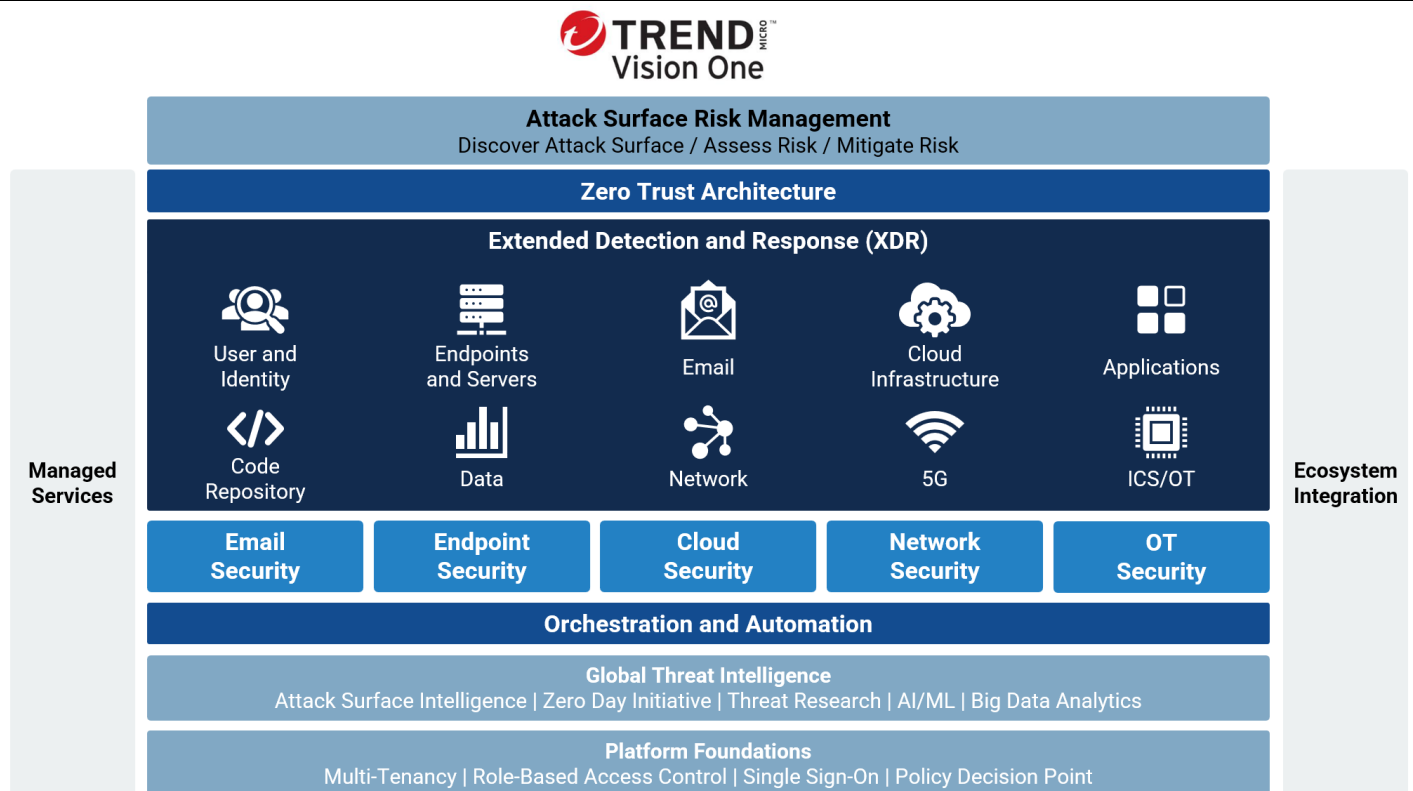 TREND MICRO™
Vision One
Attack Surface Risk Management
Discover Attack Surface / Assess Risk / Mitigate Risk
Zero Trust Architecture
Extended Detection and Response (XDR)
User and
Identity
Endpoints
and Servers
Email
Cloud
Infrastructure
Applications
Code
Repository
Data
Network
5G
ICS/OT
Managed
Services
Ecosystem
Integration
Email
Security
Endpoint
Security
Cloud
Security
Network
Security
OT
Security
Orchestration and Automation
Global Threat Intelligence
Attack Surface Intelligence | Zero Day Initiative | Threat Research | AI/ML | Big Data Analytics
Platform Foundations
Multi-Tenancy | Role-Based Access Control | Single Sign-On | Policy Decision Point